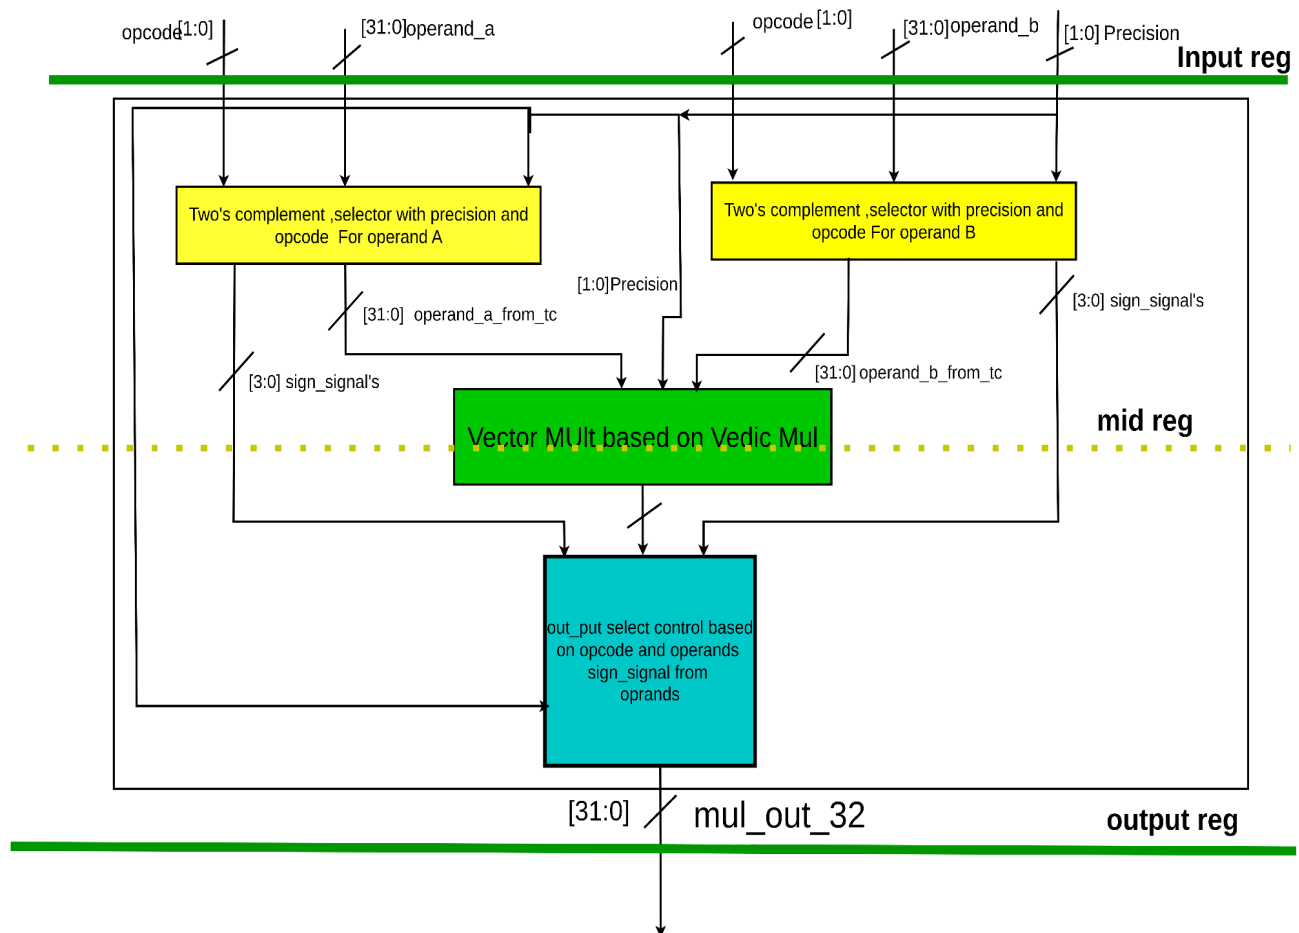 opcode[1:0]
[31:0]operand_a
opcode [1:0]
[31:0]operand_b
[1:0] Precision
Input reg
Two's complement ,selector with precision and
opcode  For operand A
Two's complement ,selector with precision and
opcode For operand B
[1:0]Precision
[31:0]  operand_a_from_tc
[3:0] sign_signal's
[3:0] sign_signal's
[31:0] operand_b_from_tc
mid reg
Vector MUlt based on Vedic Mul
out_put select control based
on opcode and operands
sign_signal from
oprands
[31:0]
mul_out_32
output reg